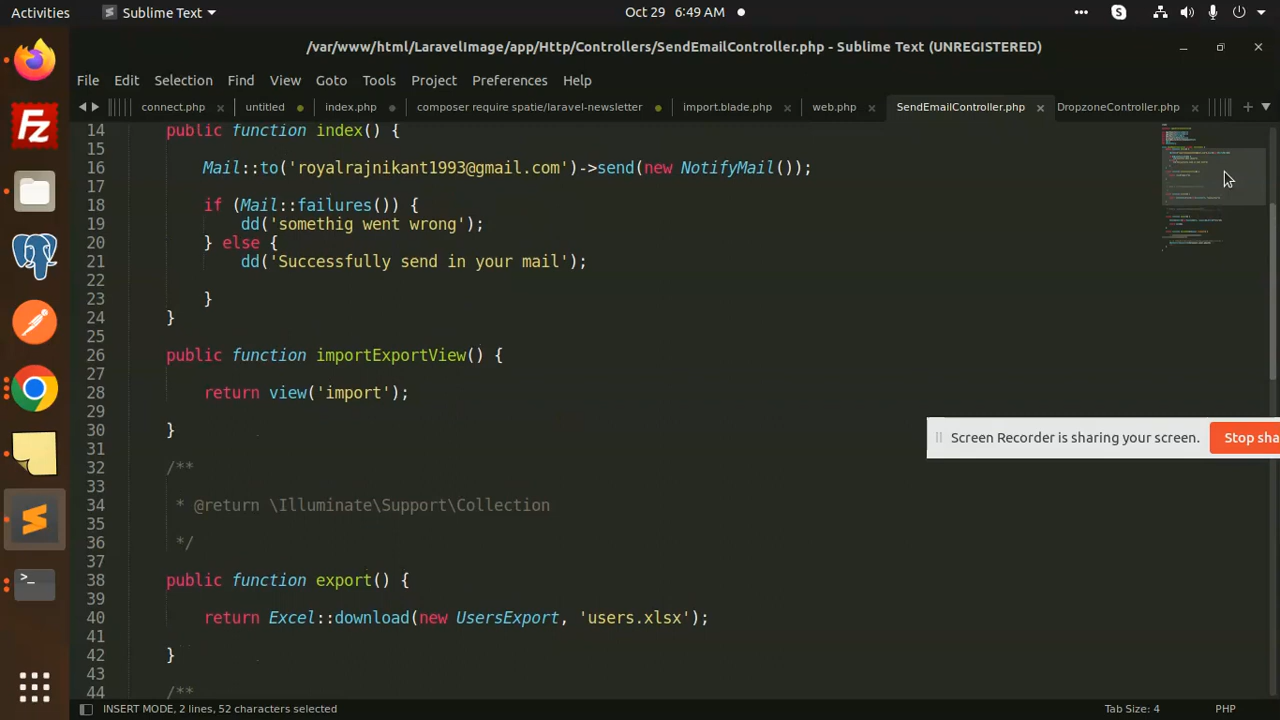 Activities
Sublime Text
Oct 29 6:49 AM
/var/www/html/LaravelImage/app/Http/Controllers/SendEmailController.php - Sublime Text (UNREGISTERED)
File Edit Selection Find View Goto Tools Project Preferences Help
connect.php untitled index.php composer require spatie/laravel-newsletter import.blade.php web.php SendEmailController.php DropzoneController.php
14 public function index() {
15
16 Mail::to('royalrajnikant1993@gmail.com')->send(new NotifyMail());
17
18 if (Mail::failures()) {
19 dd('somethig went wrong');
20 } else {
21 dd('Successfully send in your mail');
22
23 }
24 }
25
26 public function importExportView() {
27
28 return view('import');
29
30 }
31
32 /**
33
34 * @return \Illuminate\Support\Collection
35
36 */
37
38 public function export() {
39
40 return Excel::download(new UsersExport, 'users.xlsx');
41
42 }
43
44 /**
Screen Recorder is sharing your screen.
Stop sha
INSERT MODE, 2 lines, 52 characters selected
Tab Size: 4
PHP